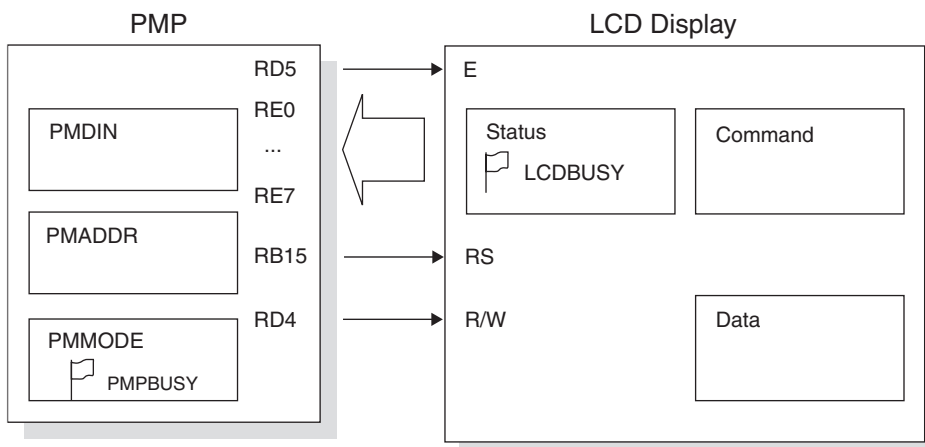 PMP
LCD Display
RD5
E
RE0
PMDIN
...
RE7
Status
LCDBUSY
Command
PMADDR
RB15
RS
RD4
R/W
PMMODE
PMPBUSY
Data